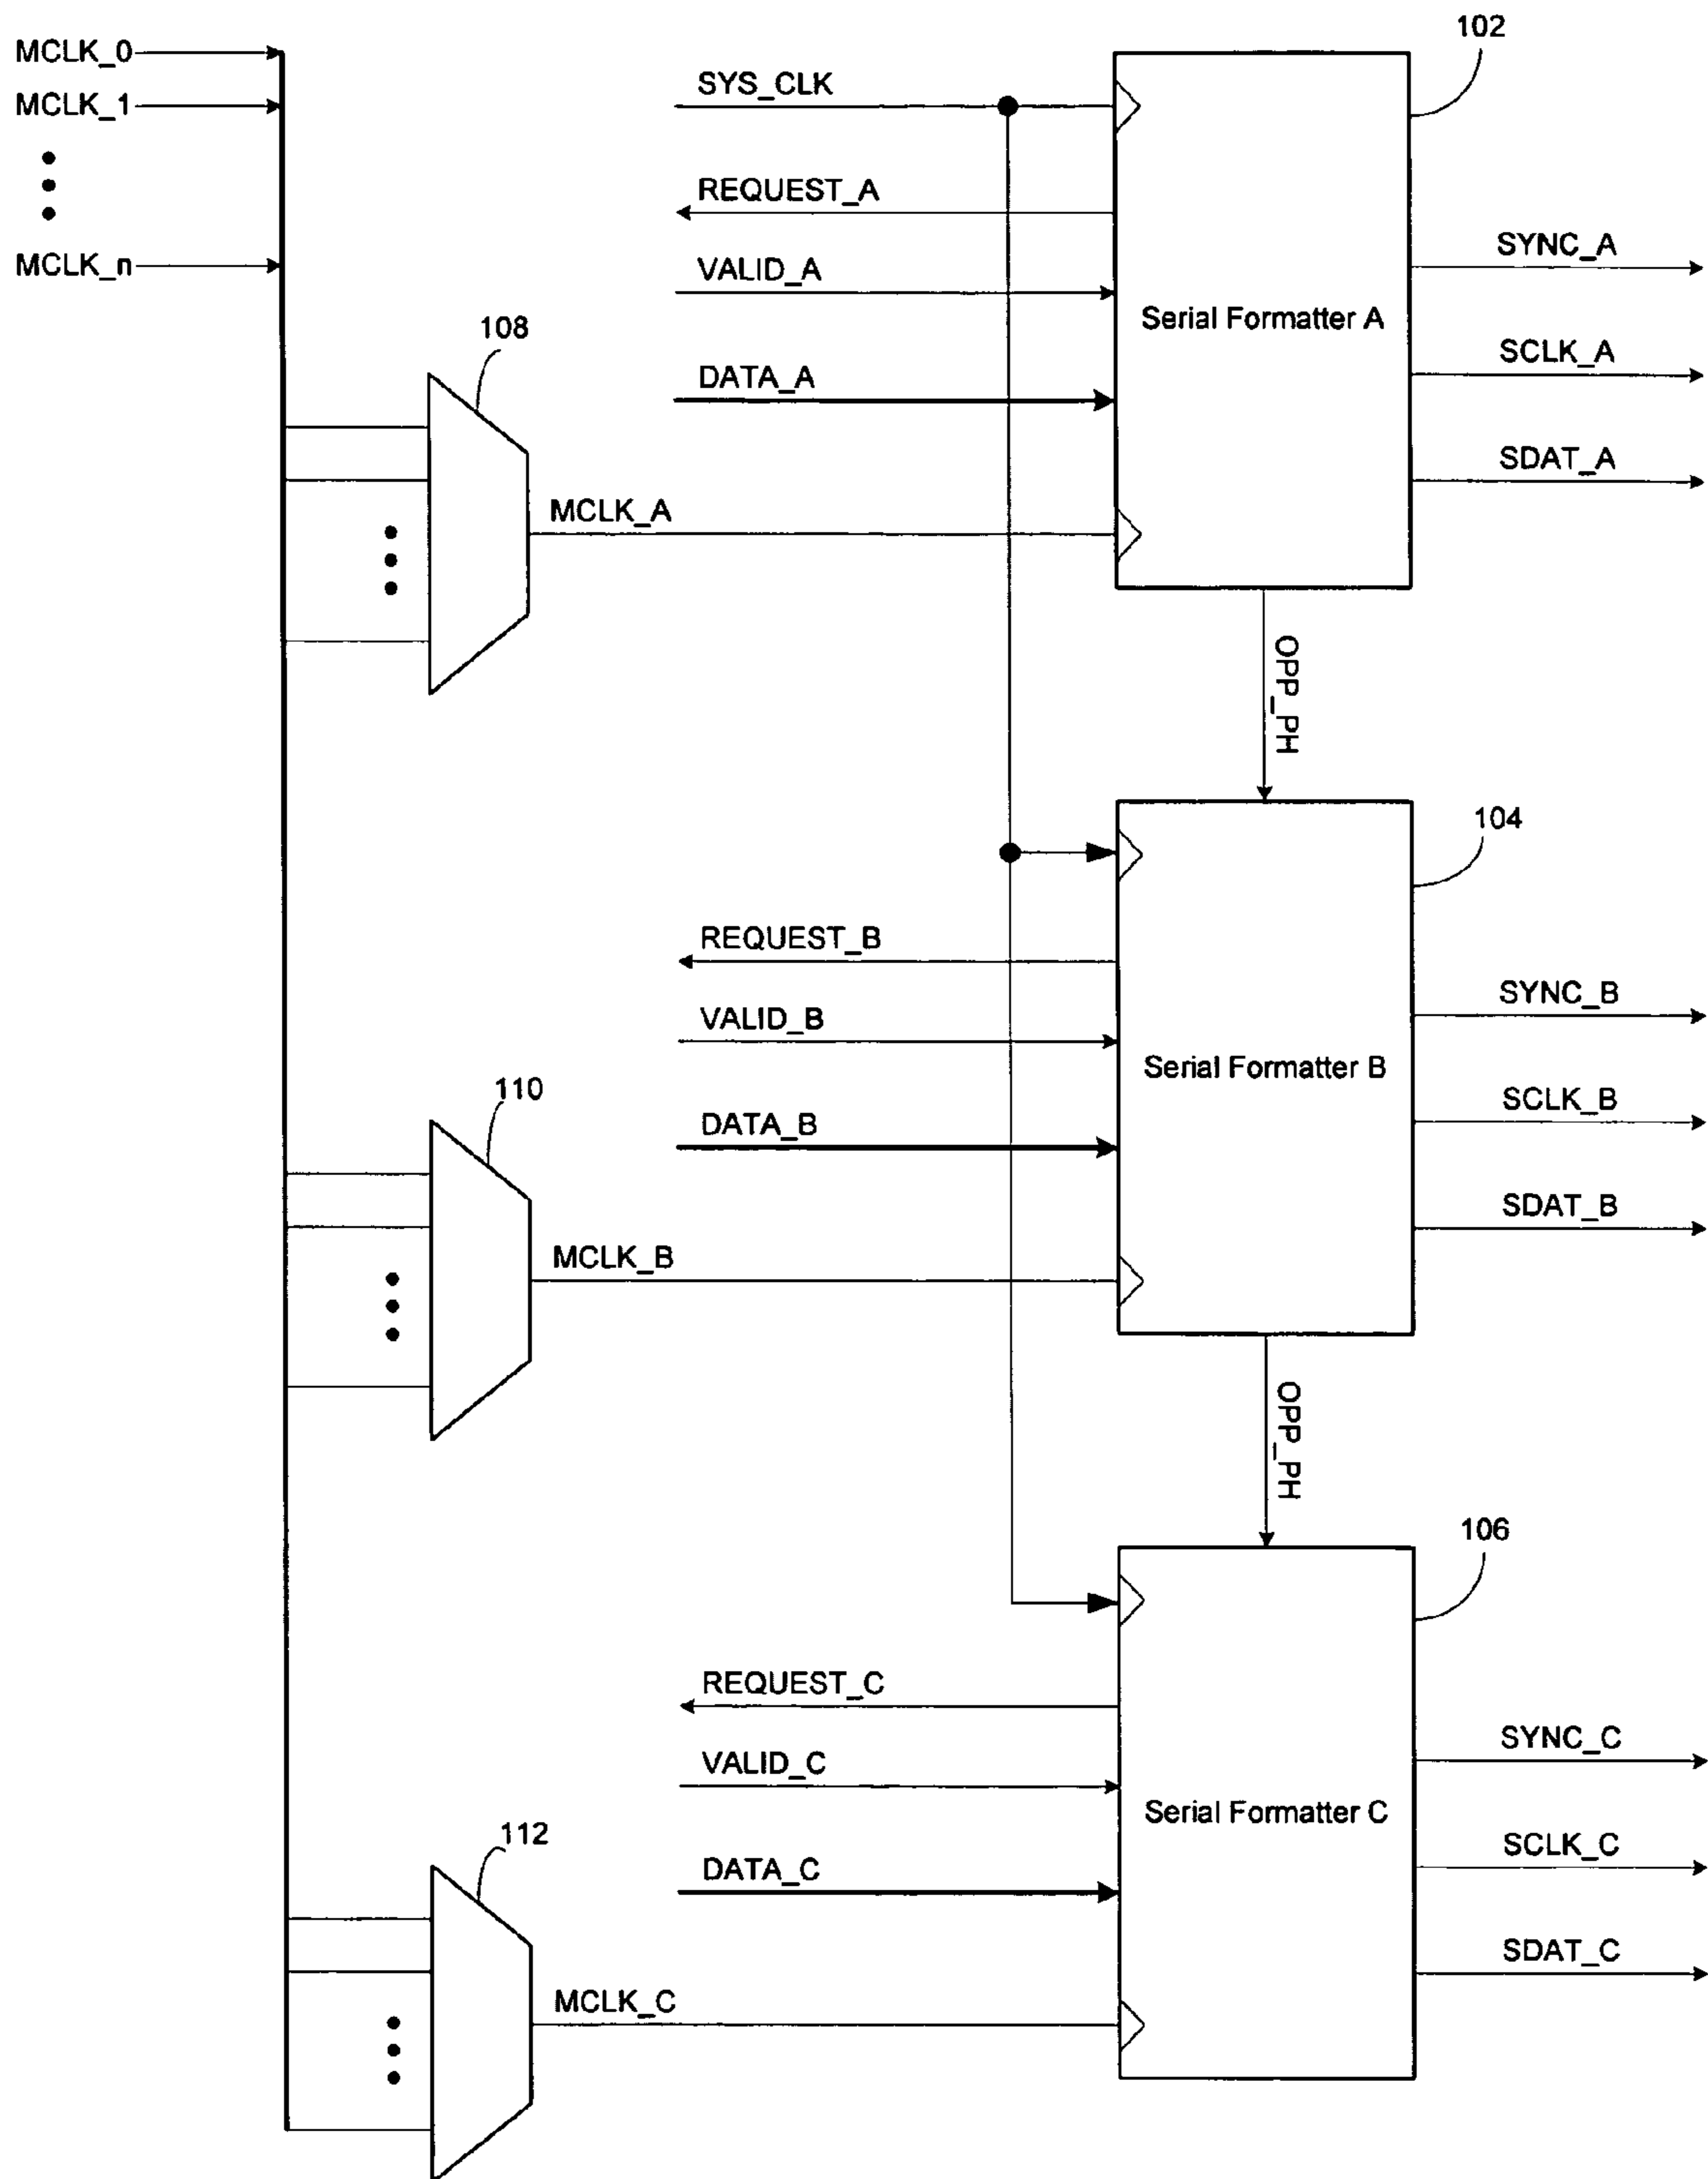 MCLK_0
MCLK_1
MCLK_n
108
MCLK_A
SYS_CLK
REQUEST_A
VALID_A
DATA_A
102
Serial Formatter A
SYNC_A
SCLK_A
SDAT_A
OPP_PH
110
MCLK_B
REQUEST_B
VALID_B
DATA_B
104
Serial Formatter B
SYNC_B
SCLK_B
SDAT_B
OPP_PH
112
MCLK_C
REQUEST_C
VALID_C
DATA_C
106
Serial Formatter C
SYNC_C
SCLK_C
SDAT_C